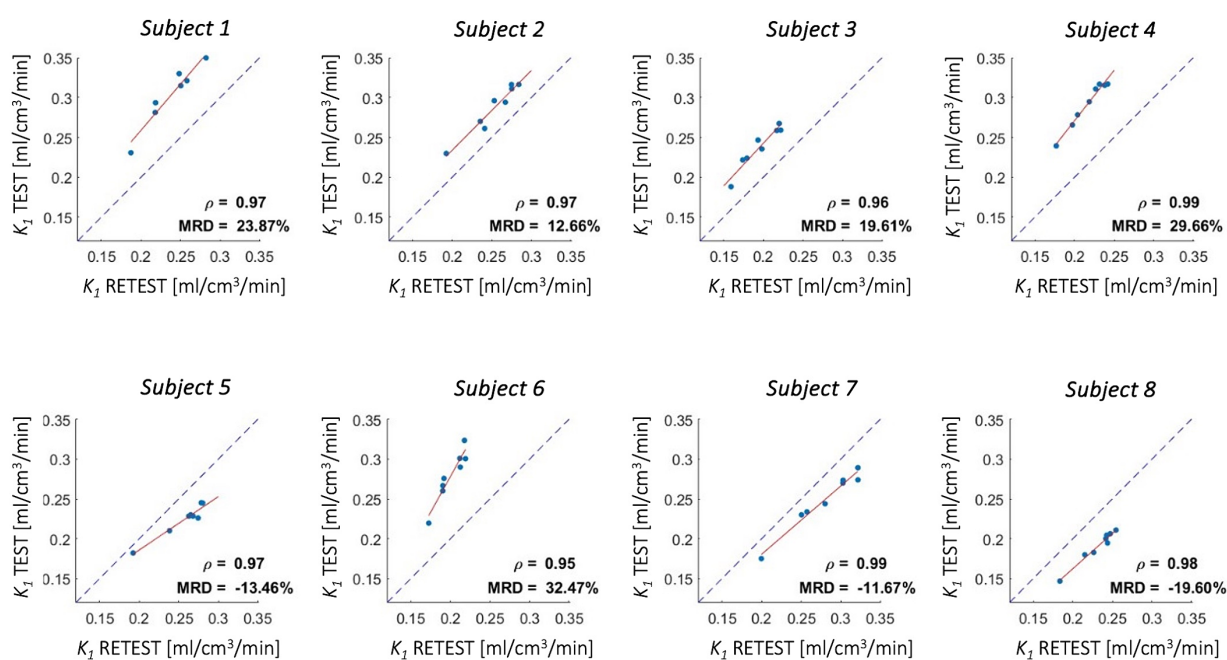 Subject 1
Subject 2
Subject 3
Subject 4
K1 TEST [ml/cm³/min]
0.35
0.3
0.25
0.2
0.15
ρ = 0.97
MRD = 23.87%
0.15 0.2 0.25 0.3 0.35
K1 RETEST [ml/cm³/min]
K1 TEST [ml/cm³/min]
0.35
0.3
0.25
0.2
0.15
ρ = 0.97
MRD = 12.66%
0.15 0.2 0.25 0.3 0.35
K1 RETEST [ml/cm³/min]
K1 TEST [ml/cm³/min]
0.35
0.3
0.25
0.2
0.15
ρ = 0.96
MRD = 19.61%
0.15 0.2 0.25 0.3 0.35
K1 RETEST [ml/cm³/min]
K1 TEST [ml/cm³/min]
0.35
0.3
0.25
0.2
0.15
ρ = 0.99
MRD = 29.66%
0.15 0.2 0.25 0.3 0.35
K1 RETEST [ml/cm³/min]
Subject 5
Subject 6
Subject 7
Subject 8
K1 TEST [ml/cm³/min]
0.35
0.3
0.25
0.2
0.15
ρ = 0.97
MRD = -13.46%
0.15 0.2 0.25 0.3 0.35
K1 RETEST [ml/cm³/min]
K1 TEST [ml/cm³/min]
0.35
0.3
0.25
0.2
0.15
ρ = 0.95
MRD = 32.47%
0.15 0.2 0.25 0.3 0.35
K1 RETEST [ml/cm³/min]
K1 TEST [ml/cm³/min]
0.35
0.3
0.25
0.2
0.15
ρ = 0.99
MRD = -11.67%
0.15 0.2 0.25 0.3 0.35
K1 RETEST [ml/cm³/min]
K1 TEST [ml/cm³/min]
0.35
0.3
0.25
0.2
0.15
ρ = 0.98
MRD = -19.60%
0.15 0.2 0.25 0.3 0.35
K1 RETEST [ml/cm³/min]